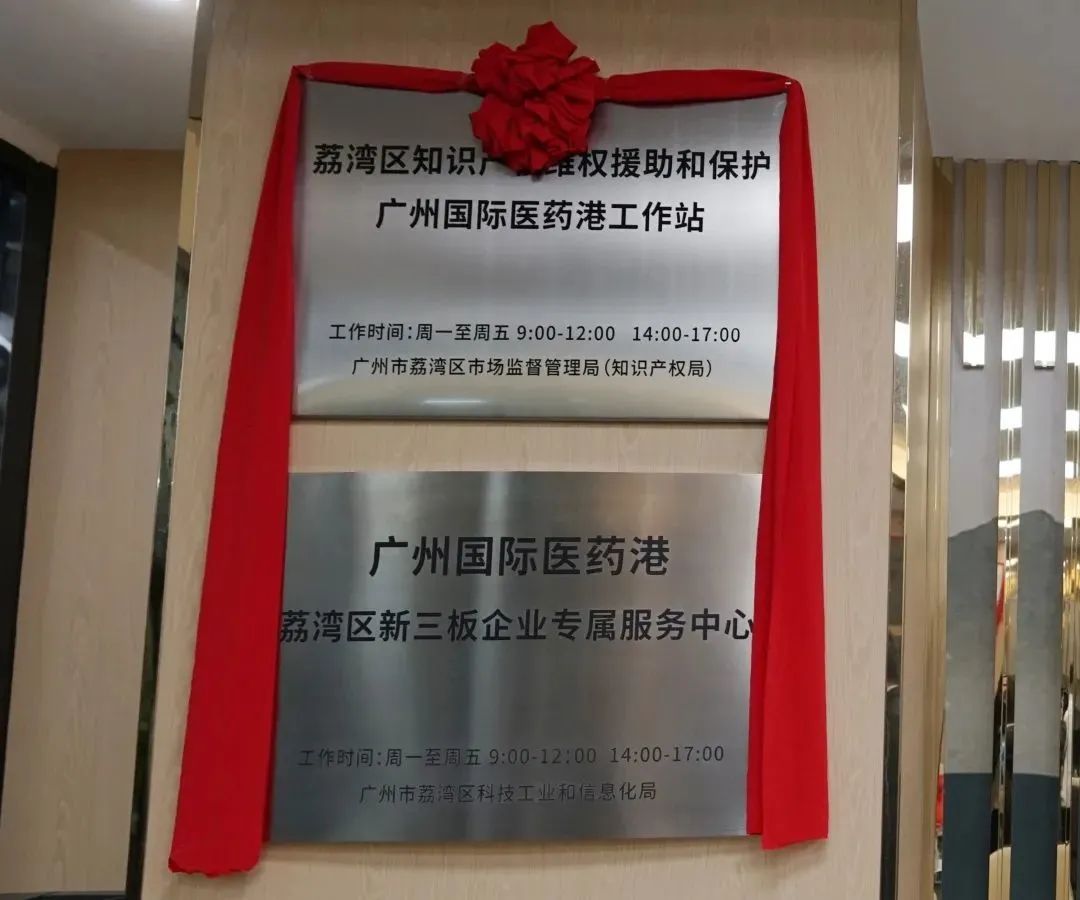 荔湾区知识产 维权援助和保护
广州国际医药港工作站
工作时间：周一至周五 9:00-12:00 14:00-17:00
广州市荔湾区市场监督管理局(知识产权局)
广州国际医药港
荔湾区新三板企业专属服务中心
工作时间：周一至周五 9:00-12:00 14:00-17:00
广州市荔湾区科技工业和信息化局